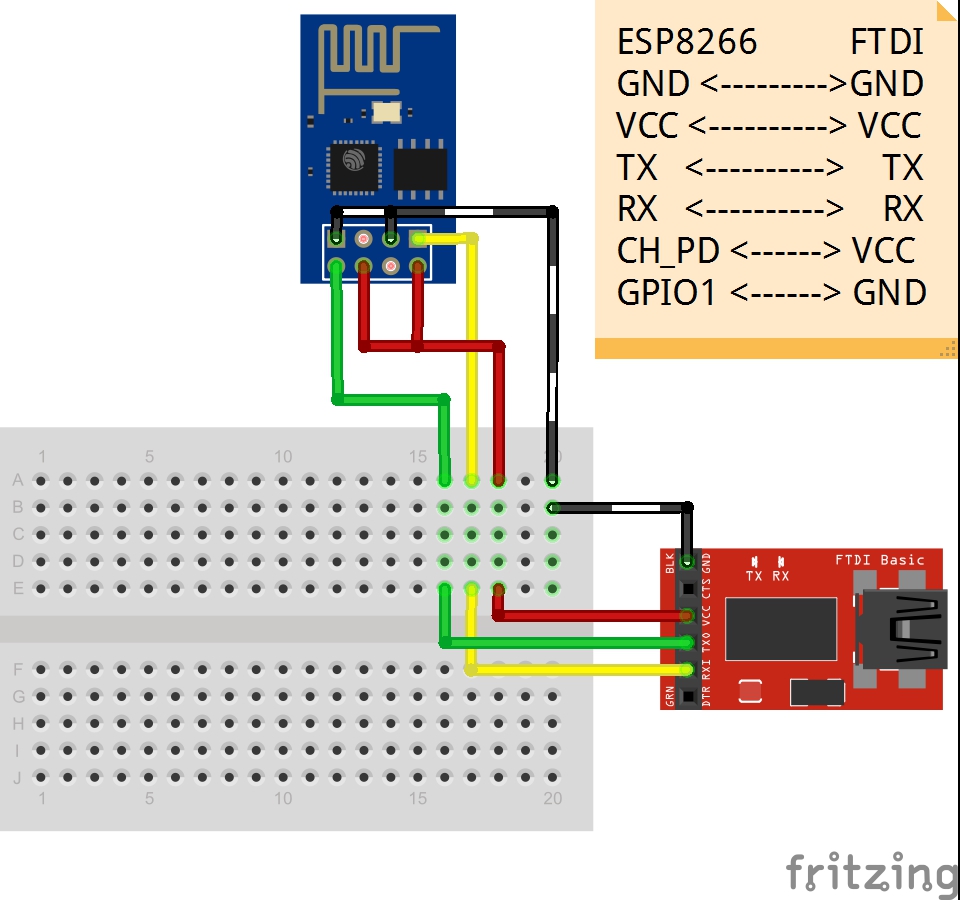 ESP8266 FTDI
GND <---------> GND
VCC <----------> VCC
TX <----------> TX
RX <----------> RX
CH_PD <------> VCC
GPIO1 <------> GND
1 5 10 15 20
A
B
C
D
E
F
G
H
I
J
1 5 10 15 20
BLK
GRN
GND
CTS
VCC
TXO
RXI
DTR
TX RX
FTDI Basic
fritzing